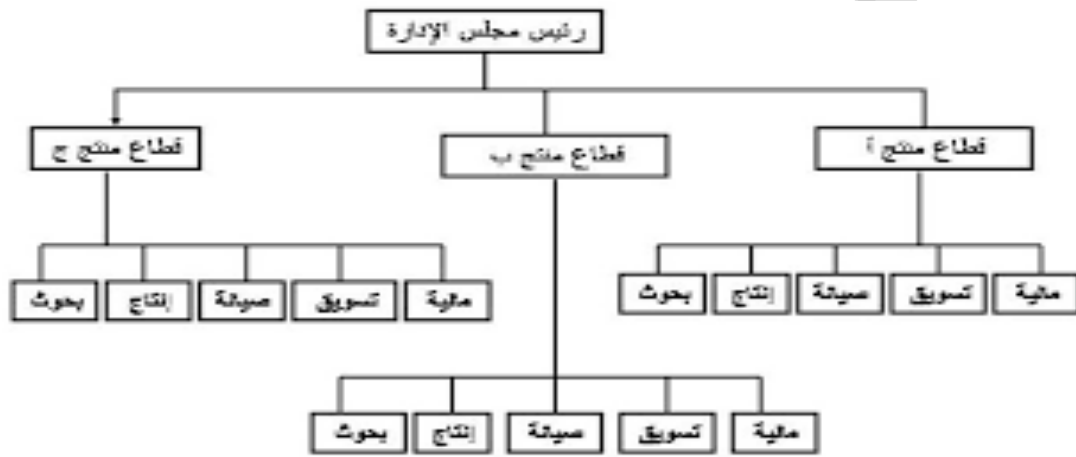 رئيس مجلس الإدارة
قطاع منتج أ
قطاع منتج ب
قطاع منتج ج
مالية
تسويق
صيانة
إنتاج
بحوث
مالية
تسويق
صيانة
إنتاج
بحوث
مالية
تسويق
صيانة
إنتاج
بحوث